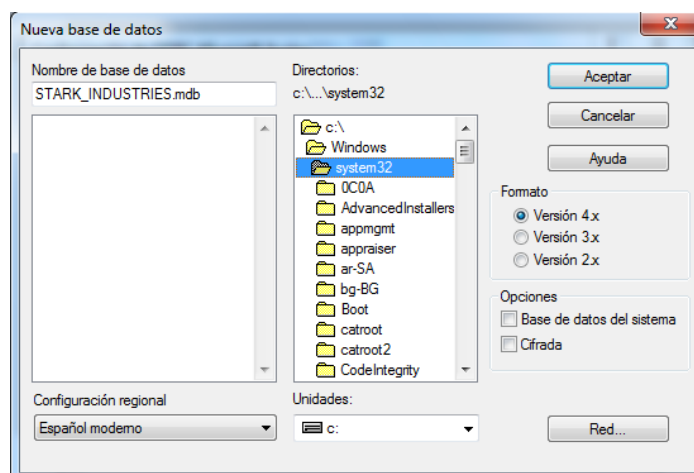 Nueva base de datos
Nombre de base de datos
STARK_INDUSTRIES.mdb
Directorios:
c:\...\system32
c:\
Windows
system32
0C0A
AdvancedInstallers
appmgmt
appraiser
ar-SA
bg-BG
Boot
catroot
catroot2
CodeIntegrity
Aceptar
Cancelar
Ayuda
Formato
Versión 4.x
Versión 3.x
Versión 2.x
Opciones
Base de datos del sistema
Cifrada
Configuración regional
Español moderno
Unidades:
c:
Red...